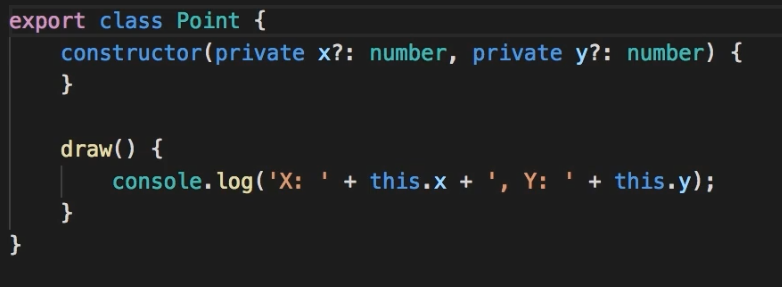 export class Point {
    constructor(private x?: number, private y?: number) {
    }

    draw() {
        console.log('X: ' + this.x + ', Y: ' + this.y);
    }
}